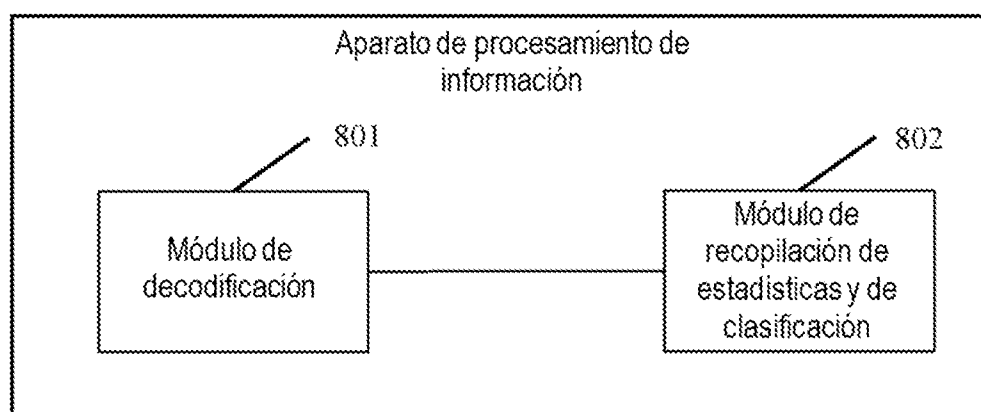 Aparato de procesamiento de
información
801
802
Módulo de
decodificación
Módulo de
recopilación de
estadísticas y de
clasificación